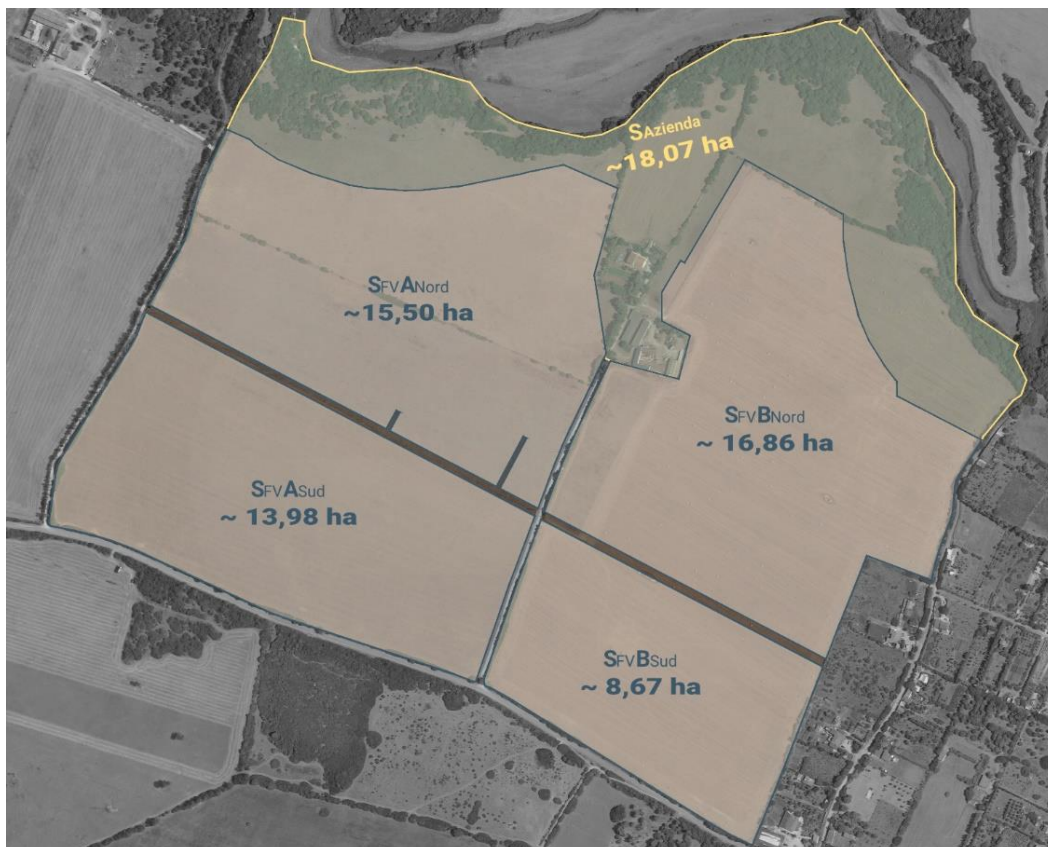 SAzienda
~18,07 ha
SFVANord
~15,50 ha
SFVBNord
~ 16,86 ha
SFVASud
~ 13,98 ha
SFVBSud
~ 8,67 ha